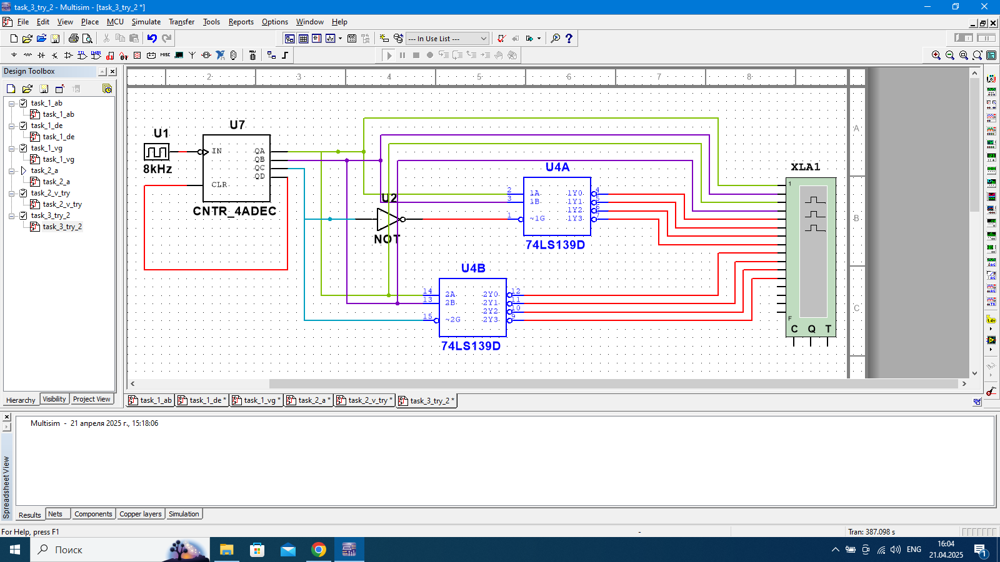 task_3_try_2 - Multisim - [task_3_try_2 *]
File Edit View Place MCU Simulate Transfer Tools Reports Options Window Help
--- In Use List ---
MISC
Design Toolbox
task_1_ab
task_1_ab
task_1_de
task_1_de
task_1_vg
task_1_vg
task_2_a
task_2_a
task_2_v_try
task_2_v_try
task_3_try_2
task_3_try_2
Hierarchy Visibility Project View
2 3 4 5 6 7 8
A
B
C
U1
8kHz
U7
IN QA
QB
QC
QD
CLR
CNTR_4ADEC
U2
NOT
U4A
2 1A 1Y0 4
3 1B 1Y1 5
1Y2 6
1 ~1G 1Y3 7
74LS139D
U4B
14 2A 2Y0 12
13 2B 2Y1 11
2Y2 10
15 ~2G 2Y3 9
74LS139D
XLA1
1
F
C Q T
task_1_ab task_1_de * task_1_vg * task_2_a * task_2_v_try * task_3_try_2 *
Multisim - 21 апреля 2025 г., 15:18:06
Spreadsheet View
Results Nets Components Copper layers Simulation
For Help, press F1 - Tran: 387.098 s
Поиск
ENG
16:04
21.04.2025
1